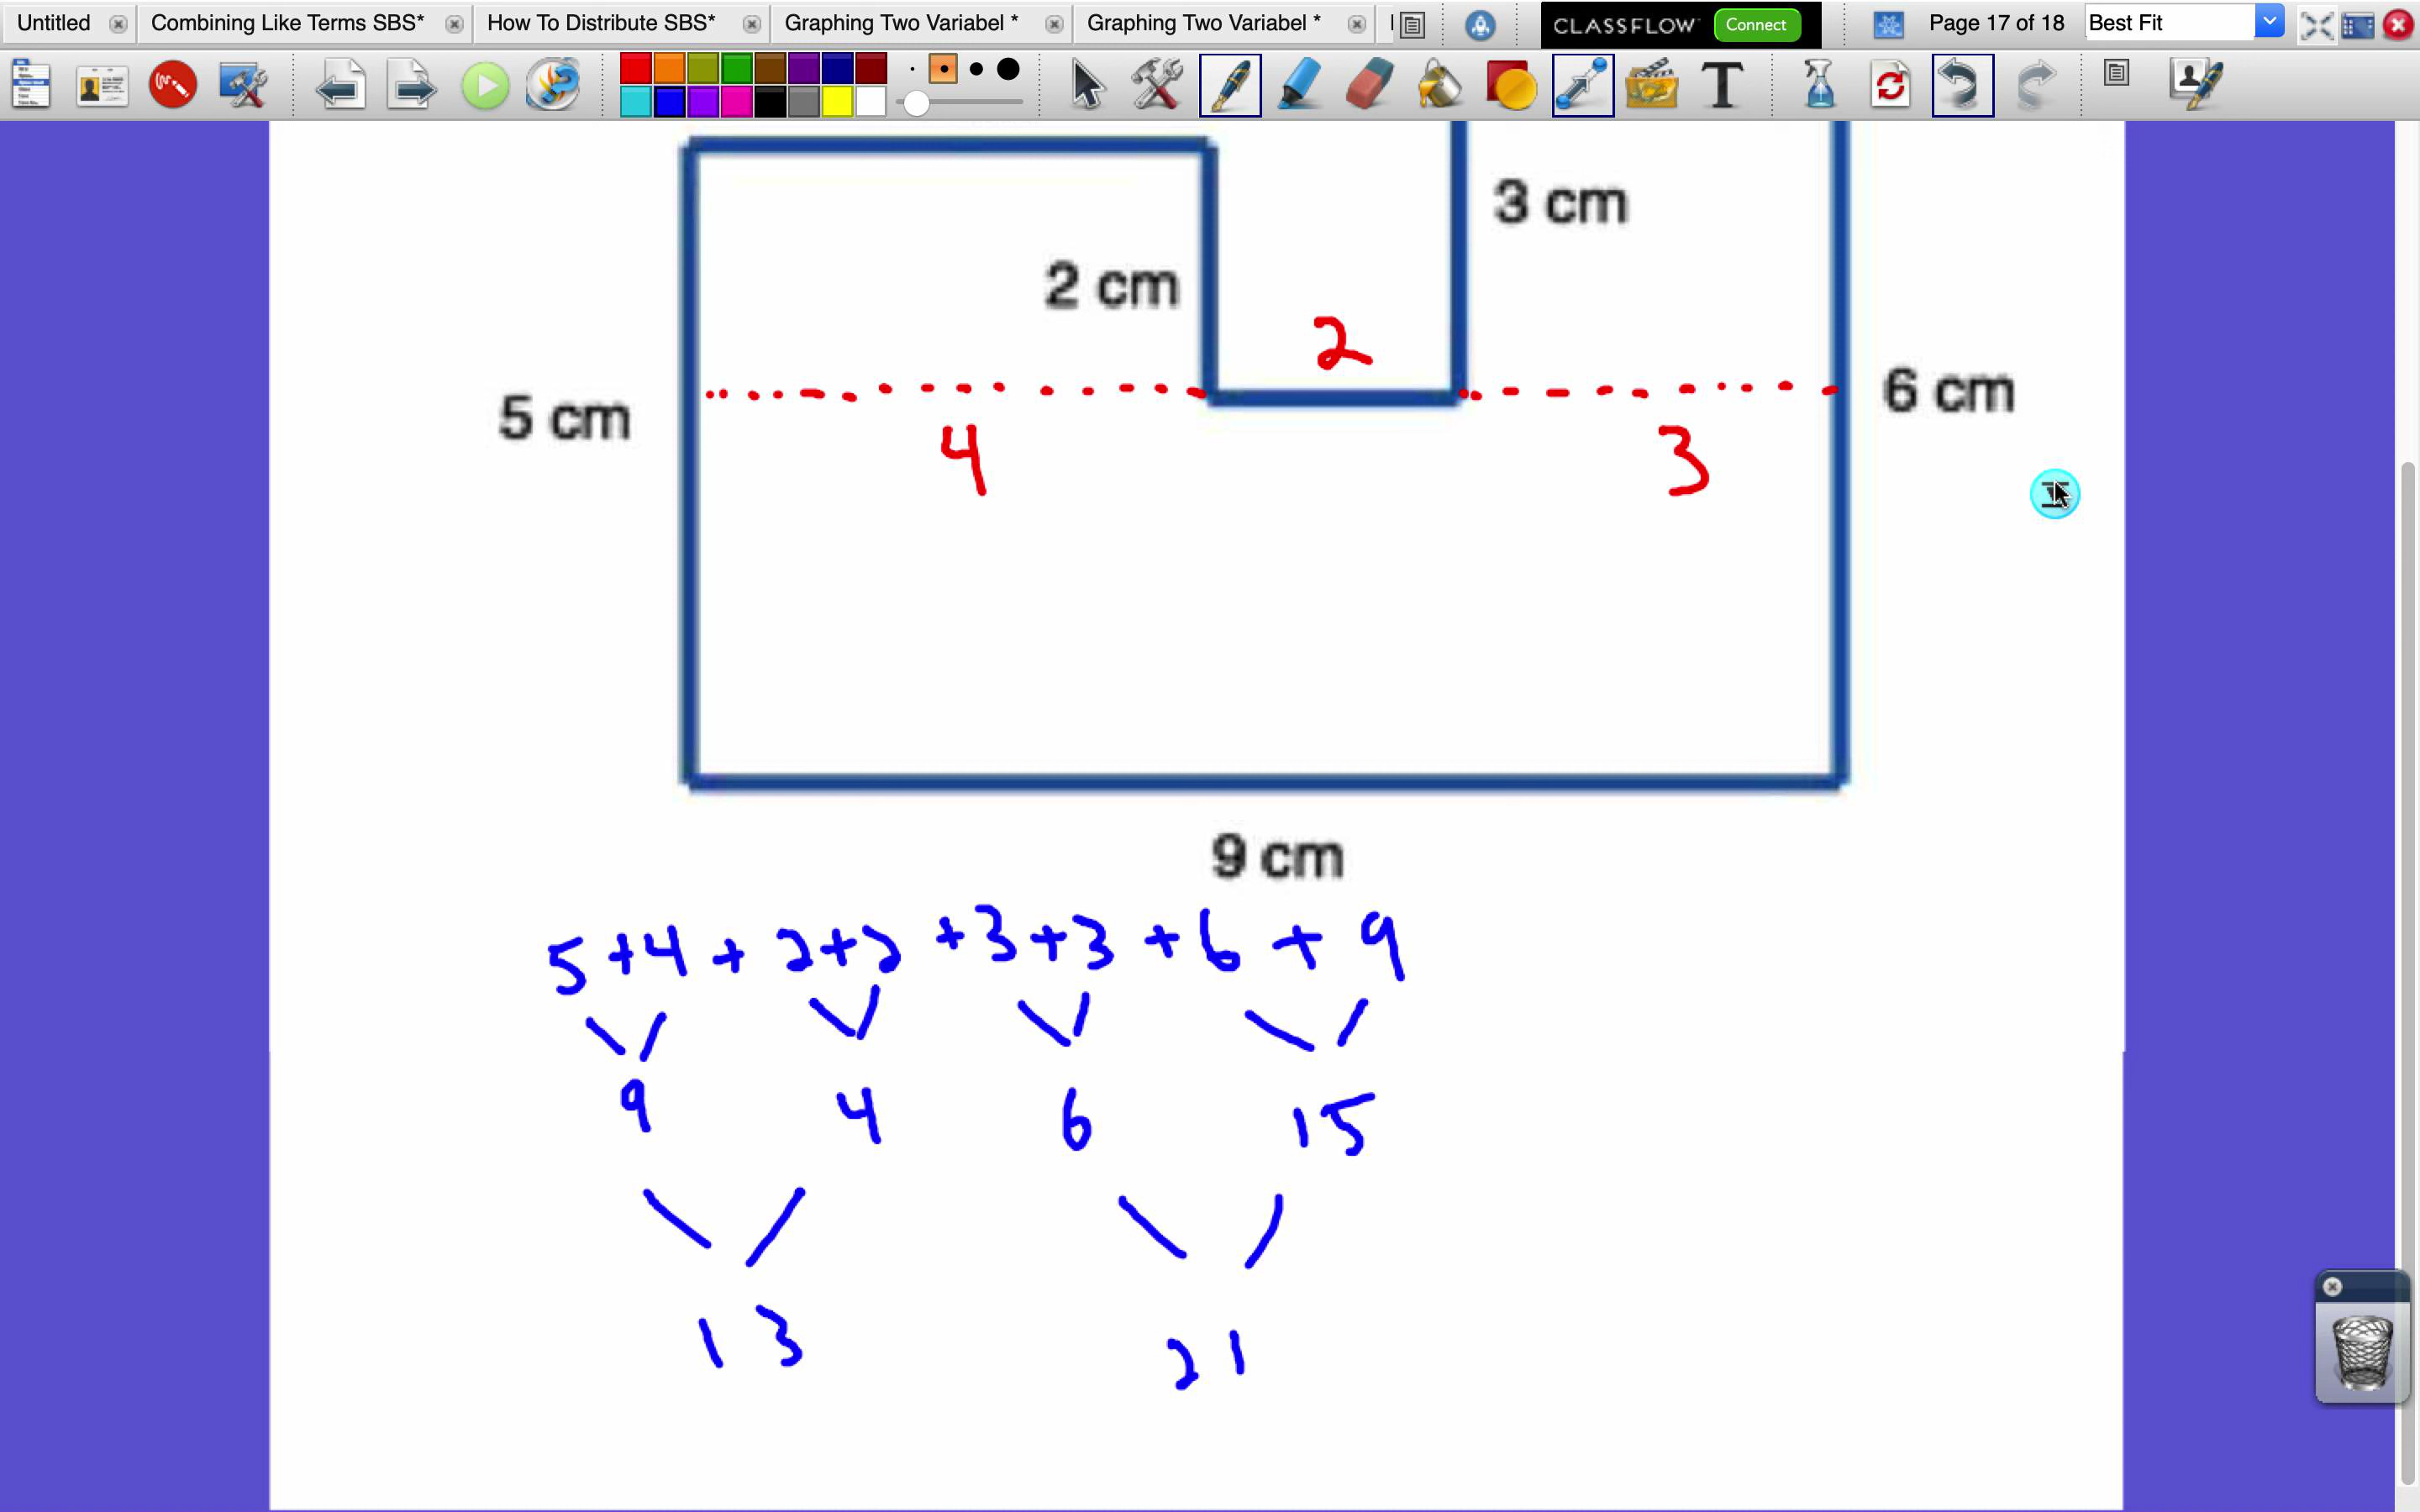 Untitled Combining Like Terms SBS* How To Distribute SBS* Graphing Two Variabel * Graphing Two Variabel * CLASSFLOW Connect Page 17 of 18 Best Fit
T
3 cm
2 cm
2
5 cm
6 cm
4
3
9 cm
5+4 + 2+2 +3+3 +6 + 9
9 4 6 15
13 21